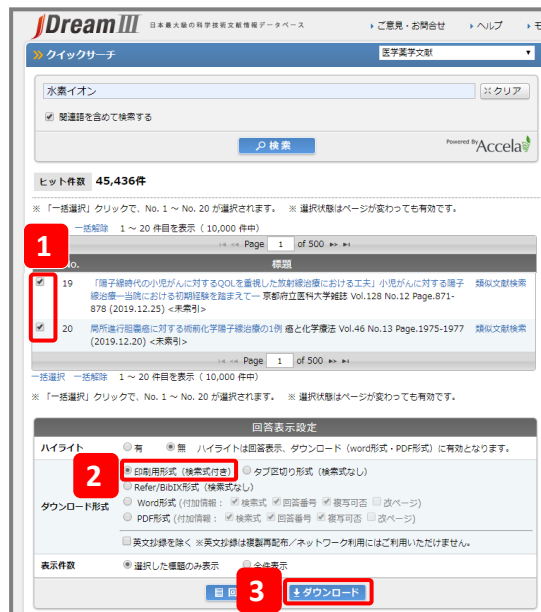 JDreamIII 日本最大級の科学技術文献情報データベース ご意見・お問合せ ヘルプ
クイックサーチ 医学薬学文献
水素イオン クリア
関連語を含めて検索する
検索 Powered by Accela
ヒット件数 45,436件
※ 「一括選択」クリックで、No. 1 ～ No. 20 が選択されます。 ※ 選択状態はページが変わっても有効です。
一括解除 1 ～ 20 件目を表示（ 10,000 件中）
Page 1 of 500
1
No. 標題
19 「陽子線時代の小児がんに対するQOLを重視した放射線治療における工夫」小児がんに対する陽子 類似文献検索
線治療ー当院における初期経験を踏まえてー 京都府立医科大学雑誌 Vol.128 No.12 Page.871-
878 (2019.12.25) <未索引>
20 局所進行胆嚢癌に対する術前化学陽子線治療の1例 癌と化学療法 Vol.46 No.13 Page.1975-1977 類似文献検索
(2019.12.20) <未索引>
Page 1 of 500
一括選択 一括解除 1 ～ 20 件目を表示（ 10,000 件中）
※ 「一括選択」クリックで、No. 1 ～ No. 20 が選択されます。 ※ 選択状態はページが変わっても有効です。
回答表示設定
ハイライト 有 無 ハイライトは回答表示、ダウンロード（word形式・PDF形式）に有効となります。
2
印刷用形式（検索式付き） タブ区切り形式（検索式なし）
Refer/BibIX形式（検索式なし）
ダウンロード形式 Word形式 (付加情報： 検索式 回答番号 複写可否 改ページ)
PDF形式 (付加情報： 検索式 回答番号 複写可否 改ページ)
英文抄録を除く ※英文抄録は複製再配布／ネットワーク利用にはご利用いただけません。
表示件数 選択した標題のみ表示 全件表示
3
回 ダウンロード